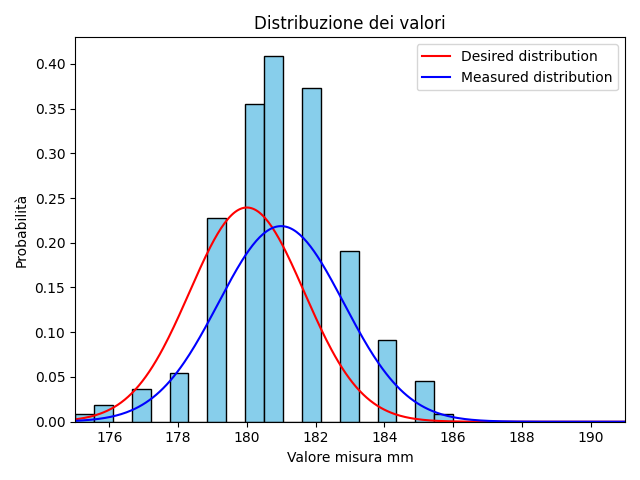 Distribuzione dei valori
Desired distribution
Measured distribution
Probabilità
0.40
0.35
0.30
0.25
0.20
0.15
0.10
0.05
0.00
176 178 180 182 184 186 188 190
Valore misura mm